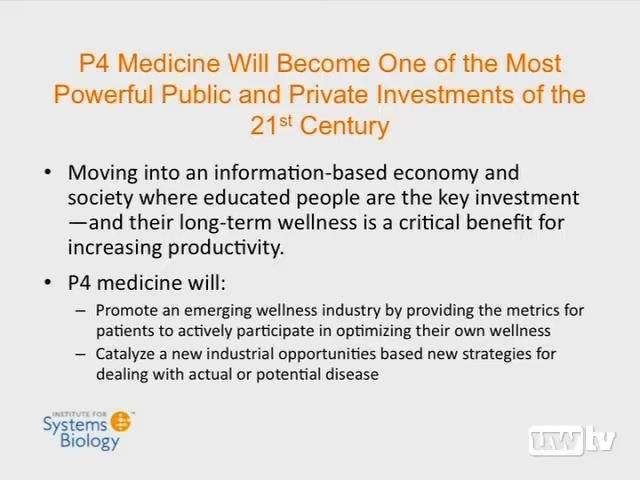 P4 Medicine Will Become One of the Most
Powerful Public and Private Investments of the
21st Century
• Moving into an information-based economy and
society where educated people are the key investment
—and their long-term wellness is a critical benefit for
increasing productivity.
• P4 medicine will:
– Promote an emerging wellness industry by providing the metrics for
patients to actively participate in optimizing their own wellness
– Catalyze a new industrial opportunities based new strategies for
dealing with actual or potential disease
INSTITUTE FOR
Systems
Biology
uwtv